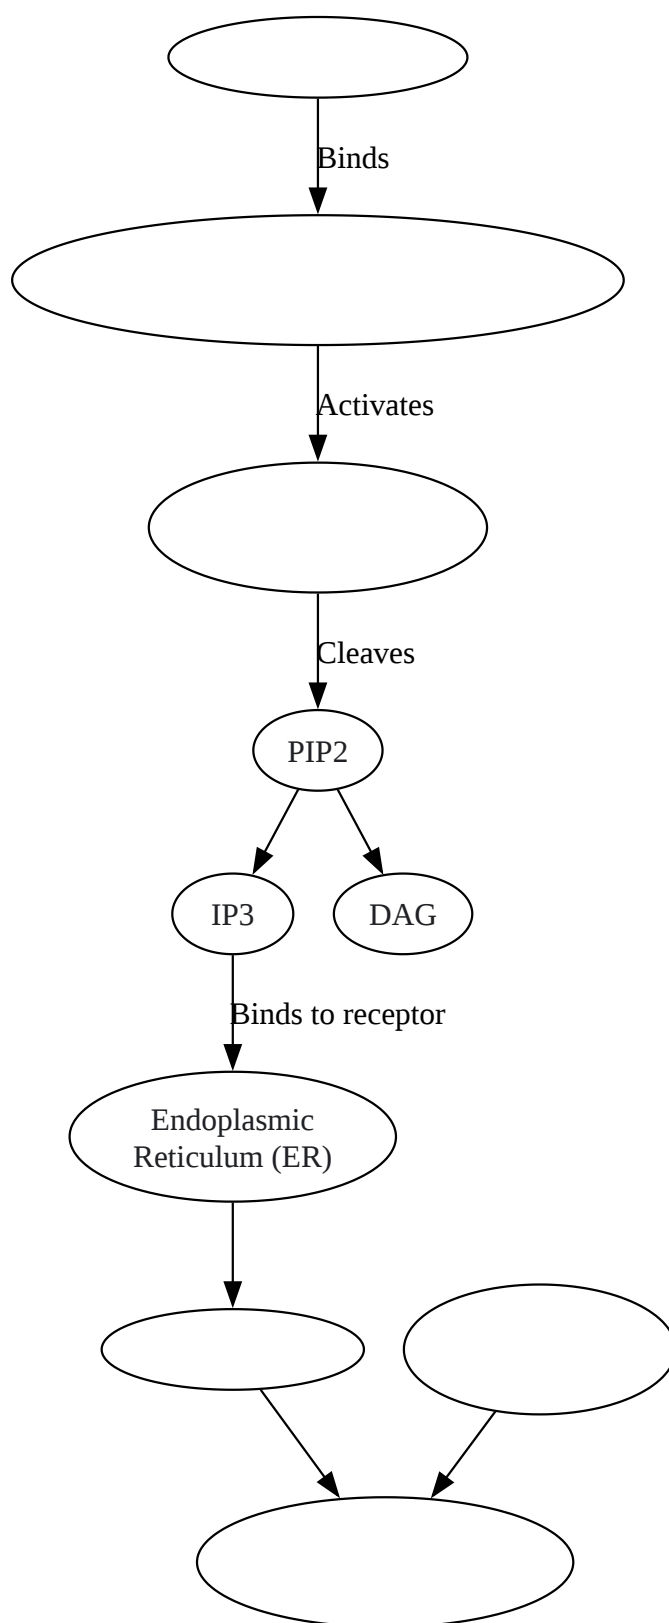 Binds
Activates
Cleaves
PIP2
IP3
DAG
Binds to receptor
Endoplasmic
Reticulum (ER)